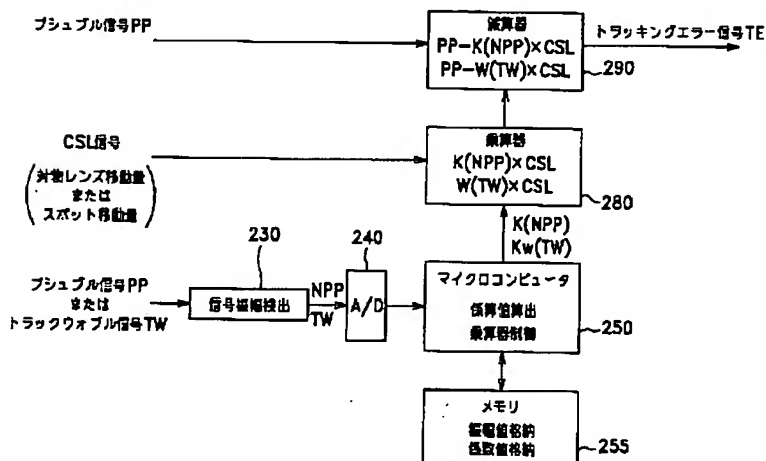 プシュブル信号PP
減算器
PP-K(NPP)×CSL
PP-W(TW)×CSL
トラッキングエラー信号TE
290
CSL信号
(対物レンズ移動量
または
スポット移動量)
乗算器
K(NPP)×CSL
W(TW)×CSL
280
K(NPP)
Kw(TW)
プシュブル信号PP
または
トラックウォブル信号TW
230
信号振幅検出
NPP
TW
240
A/D
マイクロコンピュータ
係算値算出
乗算器制御
250
メモリ
振幅値格納
係数値格納
255